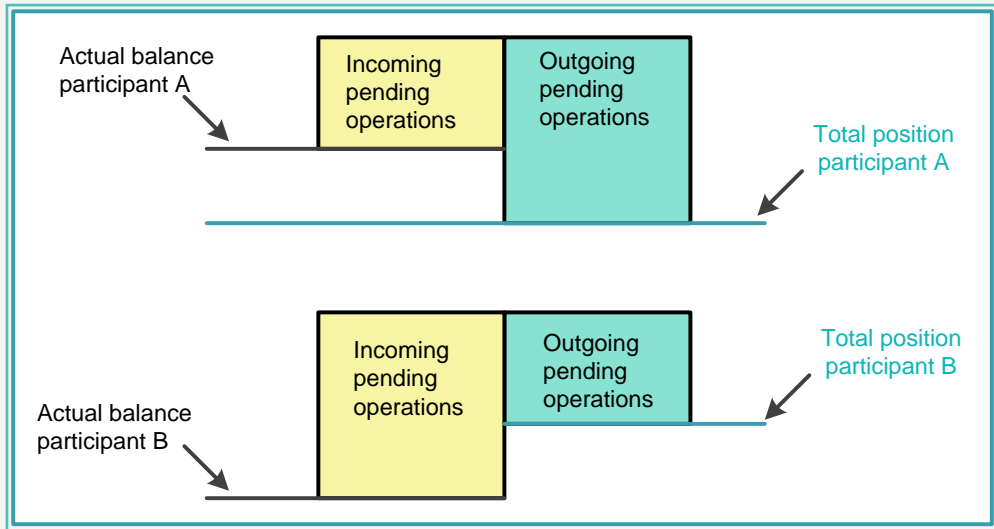 Actual balance
participant A
Incoming
pending
operations
Outgoing
pending
operations
Total position
participant A
Actual balance
participant B
Incoming
pending
operations
Outgoing
pending
operations
Total position
participant B